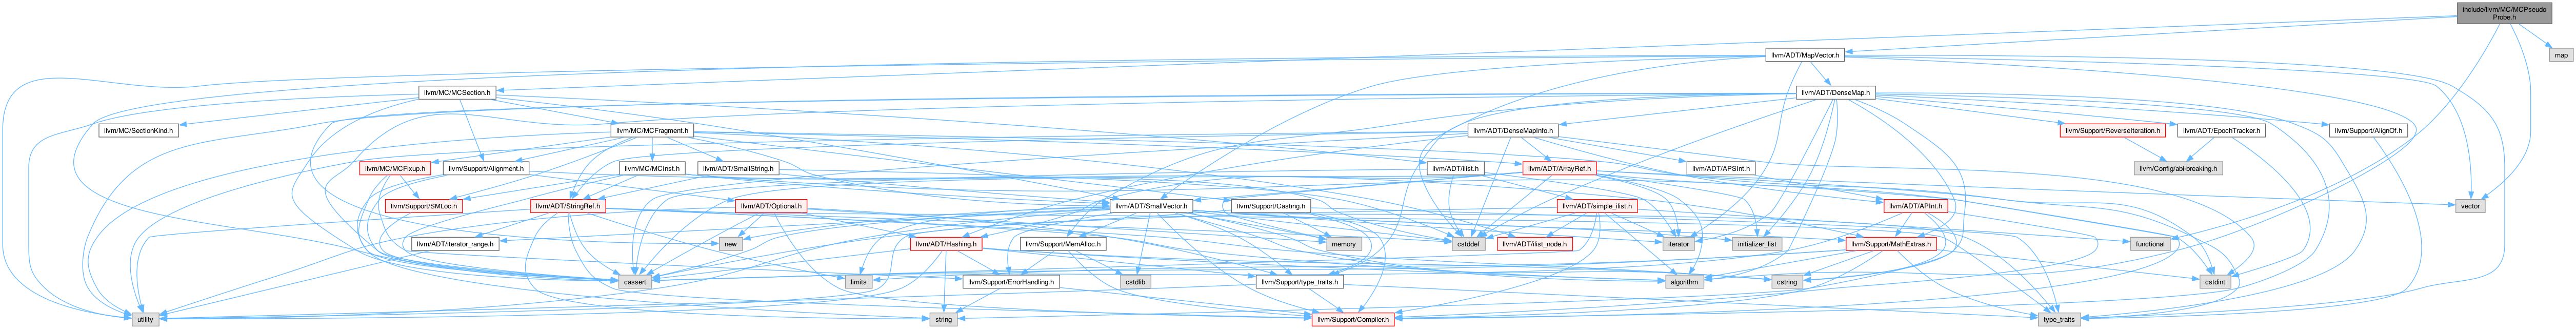 include/llvm/MC/MCPseudo
Probe.h
llvm/ADT/MapVector.h
map
llvm/MC/MCSection.h
llvm/ADT/DenseMap.h
llvm/MC/SectionKind.h
llvm/MC/MCFragment.h
llvm/ADT/DenseMapInfo.h
llvm/Support/ReverseIteration.h
llvm/ADT/EpochTracker.h
llvm/Support/AlignOf.h
llvm/MC/MCFixup.h
llvm/Support/Alignment.h
llvm/MC/MCInst.h
llvm/ADT/SmallString.h
llvm/ADT/ilist.h
llvm/ADT/ArrayRef.h
llvm/ADT/APSInt.h
llvm/Config/abi-breaking.h
llvm/Support/SMLoc.h
llvm/ADT/StringRef.h
llvm/ADT/Optional.h
llvm/ADT/SmallVector.h
llvm/Support/Casting.h
llvm/ADT/simple_ilist.h
llvm/ADT/APInt.h
vector
llvm/ADT/iterator_range.h
new
llvm/ADT/Hashing.h
llvm/Support/MemAlloc.h
memory
cstddef
llvm/ADT/ilist_node.h
iterator
initializer_list
llvm/Support/MathExtras.h
functional
cassert
limits
llvm/Support/ErrorHandling.h
cstdlib
llvm/Support/type_traits.h
algorithm
cstring
cstdint
utility
string
llvm/Support/Compiler.h
type_traits